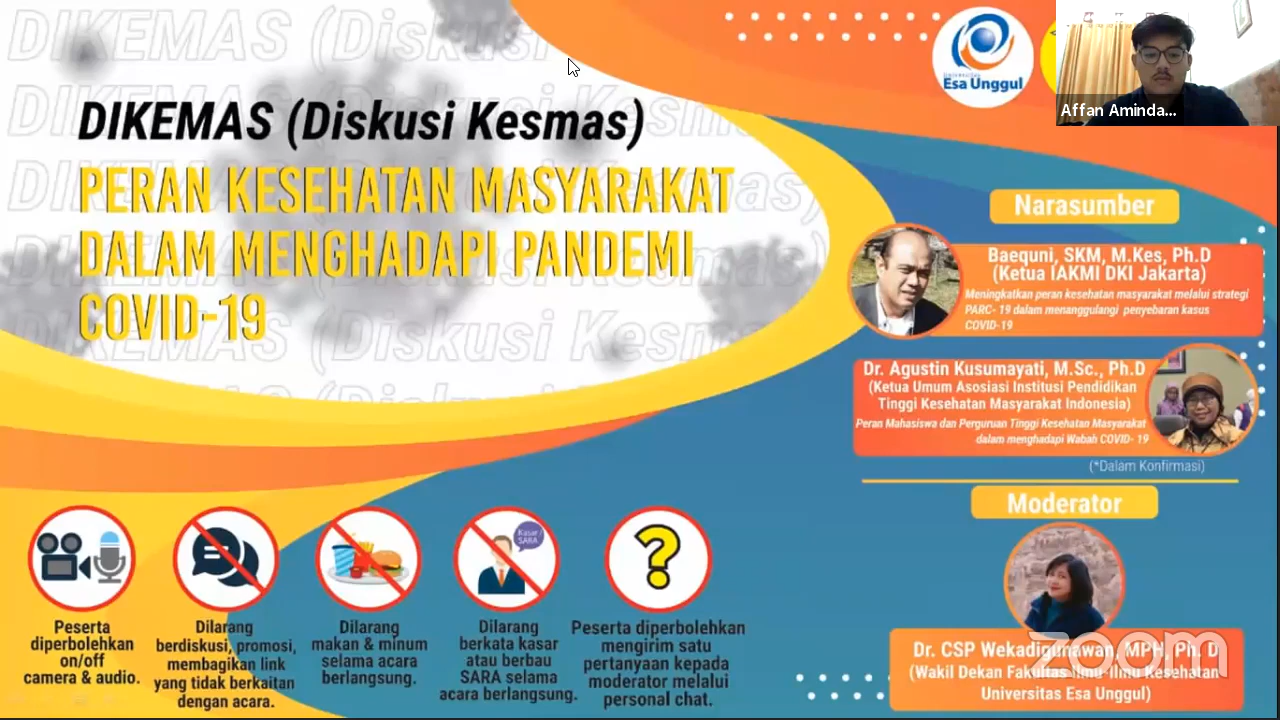 DIKEMAS (Diskusi Kesmas)
PERAN KESEHATAN MASYARAKAT
DALAM MENGHADAPI PANDEMI
COVID-19
UNIVERSITAS
Esa Unggul
Affan Aminda...
Narasumber
Baequni, SKM, M.Kes, Ph.D
(Ketua IAKMI DKI Jakarta)
Meningkatkan peran kesehatan masyarakat melalui strategi
PARC- 19 dalam menanggulangi penyebaran kasus
COVID-19
Dr. Agustin Kusumayati, M.Sc., Ph.D
(Ketua Umum Asosiasi Institusi Pendidikan
Tinggi Kesehatan Masyarakat Indonesia)
Peran Mahasiswa dan Perguruan Tinggi Kesehatan Masyarakat
dalam menghadapi Wabah COVID- 19
(*Dalam Konfirmasi)
Moderator
Dr. CSP Wekadigunawan, MPH, Ph. D
(Wakil Dekan Fakultas Ilmu-Ilmu Kesehatan
Universitas Esa Unggul)
zoom
Kasar /
SARA
Peserta
diperbolehkan
on/off
camera & audio.
Dilarang
berdiskusi, promosi,
membagikan link
yang tidak berkaitan
dengan acara.
Dilarang
makan & minum
selama acara
berlangsung.
Dilarang
berkata kasar
atau berbau
SARA selama
acara berlangsung.
Peserta diperbolehkan
mengirim satu
pertanyaan kepada
moderator melalui
personal chat.